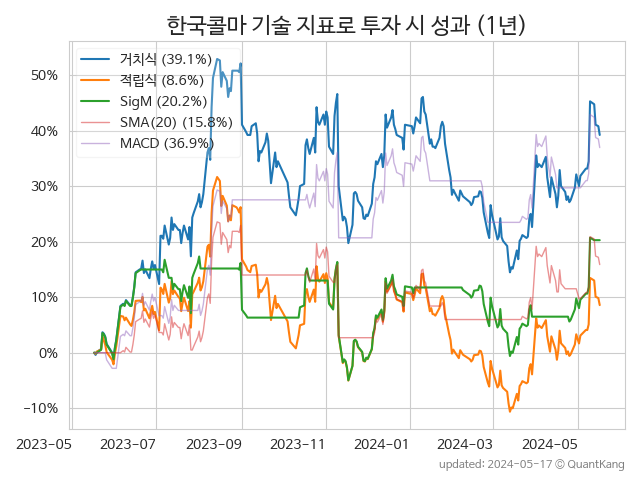 한국콜마 기술 지표로 투자 시 성과 (1년)
거치식 (39.1%)
적립식 (8.6%)
SigM (20.2%)
SMA(20) (15.8%)
MACD (36.9%)
50%
40%
30%
20%
10%
0%
−10%
2023−05
2023−07
2023−09
2023−11
2024−01
2024−03
2024−05
updated: 2024-05-17 © QuantKang